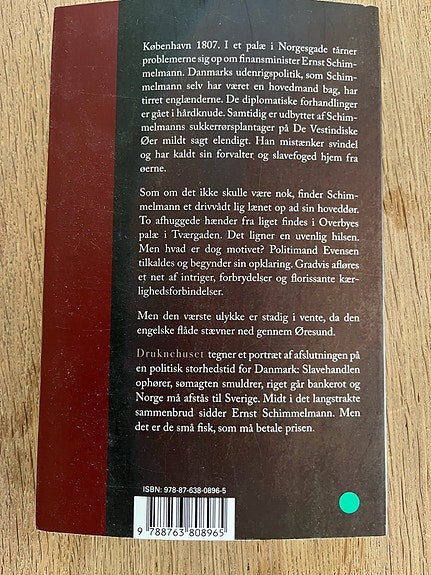 København 1807. I et palæ i Norgesgade tårner
problemerne sig op om finansminister Ernst Schim-
melmann. Danmarks udenrigspolitik, som Schim-
melmann selv har været en hovedmand bag, har
tirret englænderne. De diplomatiske forhandlinger
er gået i hårdknude. Samtidig er udbyttet af Schim-
melmanns sukkerrørsplantager på De Vestindiske
Øer mildt sagt elendigt. Han mistænker svindel
og har kaldt sin forvalter og slavefoged hjem fra
øerne.
Som om det ikke skulle være nok, finder Schim-
melmann et drivvådt lig lænet op ad sin hoveddør.
To afhuggede hænder fra liget findes i Overbyes
palæ i Tværgaden. Det ligner en uvenlig hilsen.
Men hvad er dog motivet? Politimand Evensen
tilkaldes og begynder sin opklaring. Gradvis afløres
et net af intriger, forbrydelser og florissante kær-
lighedsforbindelser.
Men den værste ulykke er stadig i vente, da den
engelske flåde stævner ned gennem Øresund.
Druknehuset tegner et portræt af afslutningen på
en politisk storhedstid for Danmark: Slavehandlen
ophører, sømagten smuldrer, riget går bankerot og
Norge må afstås til Sverige. Midt i det langstrakte
sammenbrud sidder Ernst Schimmelmann. Men
det er de små fisk, som må betale prisen.
ISBN: 978-87-638-0896-5
9 788763 808965